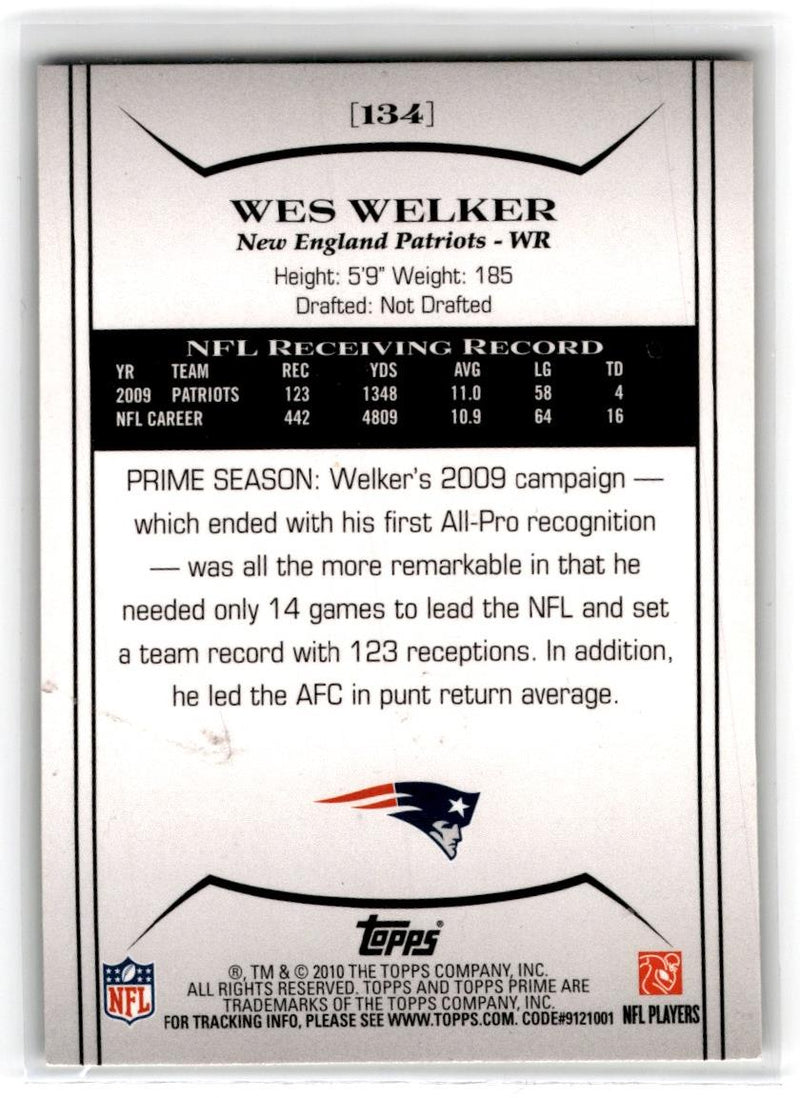 [134]
WES WELKER
New England Patriots - WR
Height: 5'9" Weight: 185
Drafted: Not Drafted
NFL RECEIVING RECORD
YR TEAM REC YDS AVG LG TD
2009 PATRIOTS 123 1348 11.0 58 4
NFL CAREER 442 4809 10.9 64 16
PRIME SEASON: Welker's 2009 campaign —
which ended with his first All-Pro recognition
— was all the more remarkable in that he
needed only 14 games to lead the NFL and set
a team record with 123 receptions. In addition,
he led the AFC in punt return average.
topps®
®, TM & © 2010 THE TOPPS COMPANY, INC.
ALL RIGHTS RESERVED. TOPPS AND TOPPS PRIME ARE
TRADEMARKS OF THE TOPPS COMPANY, INC.
FOR TRACKING INFO, PLEASE SEE WWW.TOPPS.COM. CODE#9121001
NFL
NFL PLAYERS